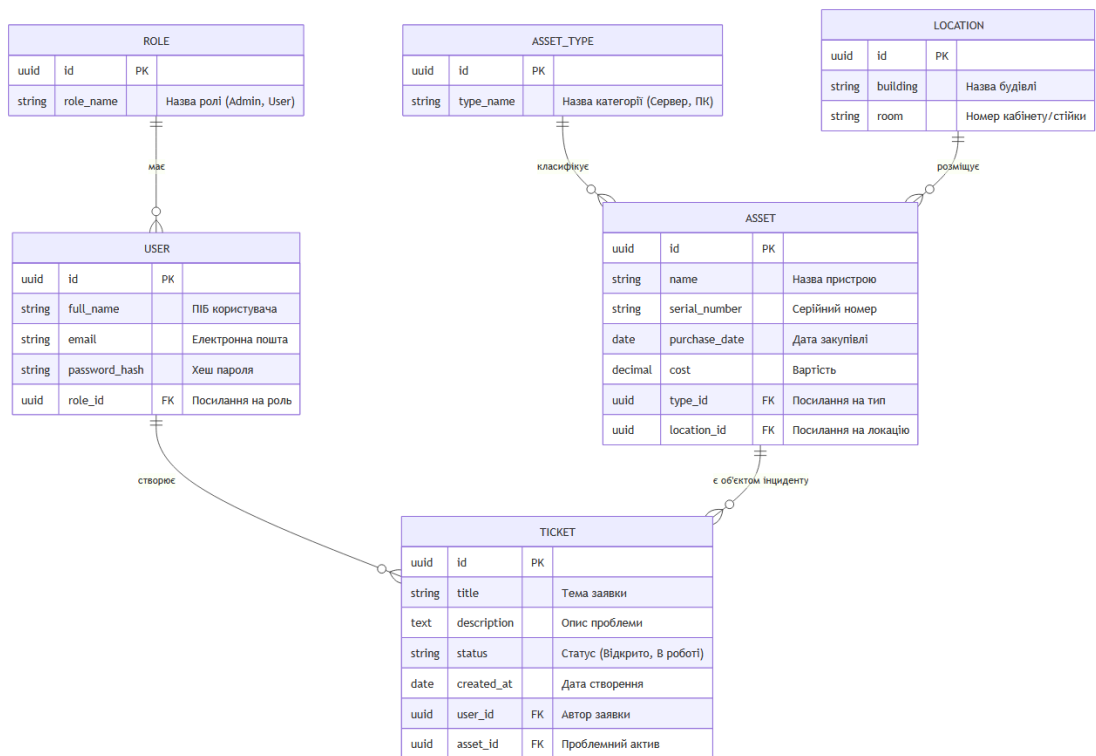 ROLE
uuid id PK
string role_name Назва ролі (Admin, User)
ASSET_TYPE
uuid id PK
string type_name Назва категорії (Сервер, ПК)
LOCATION
uuid id PK
string building Назва будівлі
string room Номер кабінету/стійки
має
класифікує
розміщує
USER
uuid id PK
string full_name ПІБ користувача
string email Електронна пошта
string password_hash Хеш пароля
uuid role_id FK Посилання на роль
ASSET
uuid id PK
string name Назва пристрою
string serial_number Серійний номер
date purchase_date Дата закупівлі
decimal cost Вартість
uuid type_id FK Посилання на тип
uuid location_id FK Посилання на локацію
створює
є об'єктом інциденту
TICKET
uuid id PK
string title Тема заявки
text description Опис проблеми
string status Статус (Відкрито, В роботі)
date created_at Дата створення
uuid user_id FK Автор заявки
uuid asset_id FK Проблемний актив